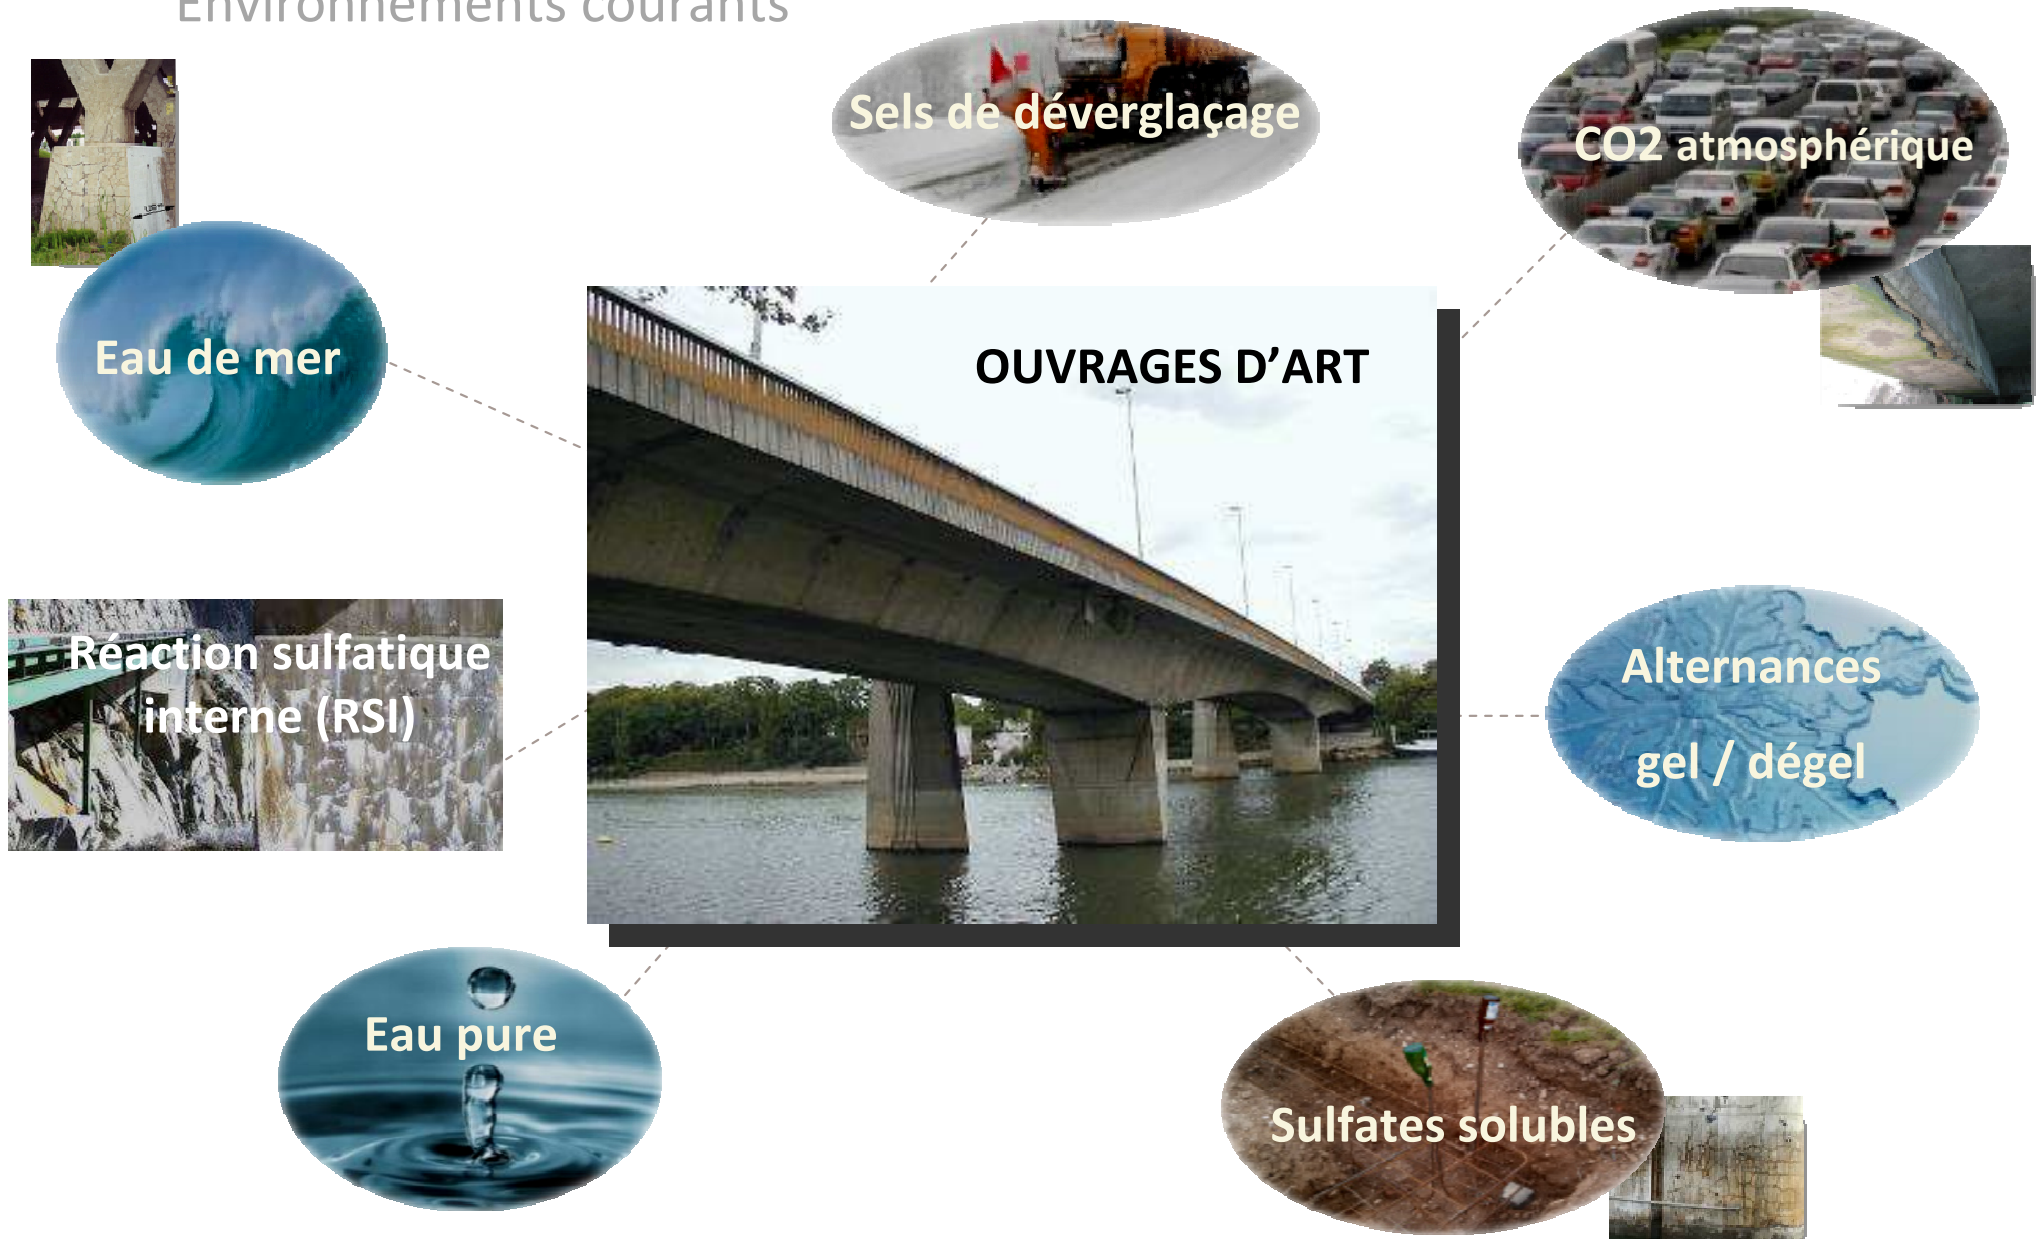 Environnements courants
Sels de déverglaçage
CO2 atmosphérique
Eau de mer
OUVRAGES D’ART
Réaction sulfatique
interne (RSI)
Alternances
gel / dégel
Eau pure
Sulfates solubles